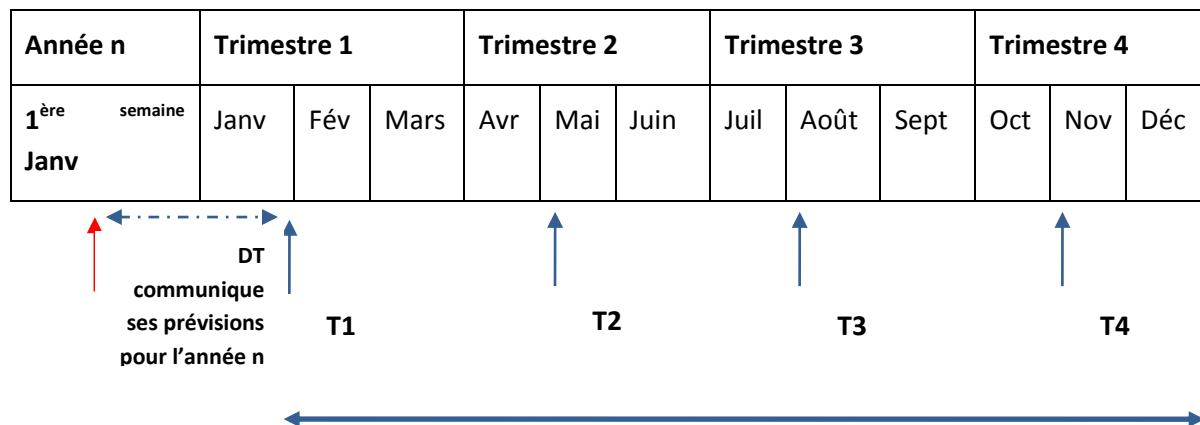 Année n Trimestre 1 Trimestre 2 Trimestre 3 Trimestre 4
1ère semaine Janv Fév Mars Avr Mai Juin Juil Août Sept Oct Nov Déc
Janv
DT
communique
ses prévisions
pour l’année n
T1 T2 T3 T4